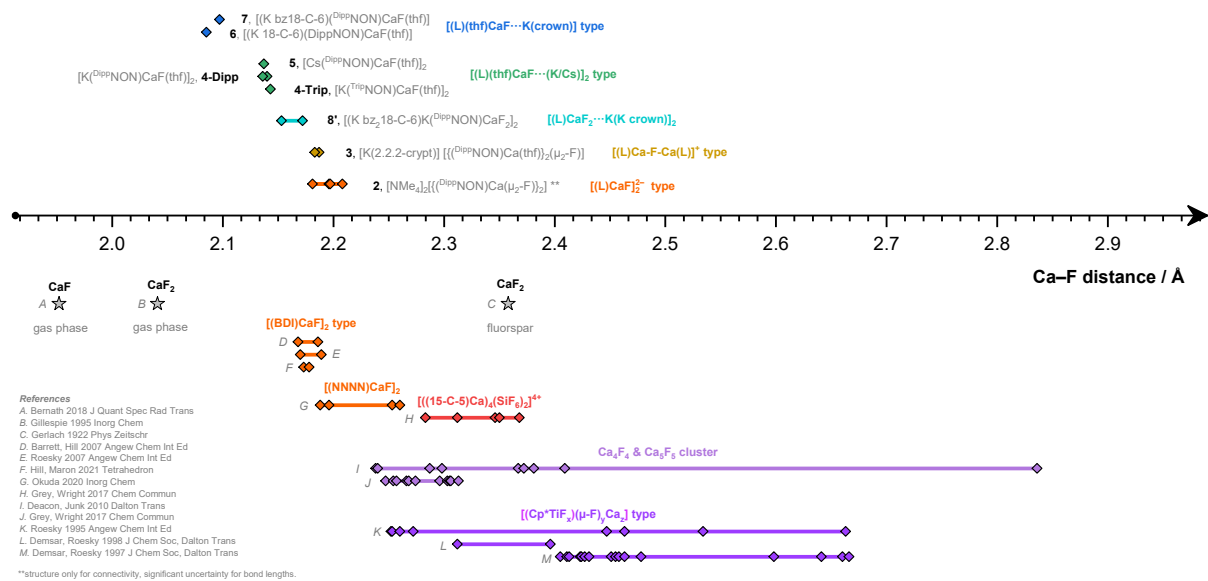 7, [(K bz18-C-6)(DippNON)CaF(thf)]
6, [(K 18-C-6)(DippNON)CaF(thf)]
[(L)(thf)CaF···K(crown)] type
5, [Cs(DippNON)CaF(thf)]2
[K(DippNON)CaF(thf)]2, 4-Dipp
[(L)(thf)CaF···(K/Cs)]2 type
4-Trip, [K(TripNON)CaF(thf)]2
8', [(K bz218-C-6)K(DippNON)CaF2]2
[(L)CaF2···K(K crown)]2
3, [K(2.2.2-crypt)] [{(DippNON)Ca(thf)}2(μ2-F)]
[(L)Ca-F-Ca(L)]+ type
2, [NMe4]2[{(DippNON)Ca(μ2-F)}2] **
[(L)CaF]22− type
2.0 2.1 2.2 2.3 2.4 2.5 2.6 2.7 2.8 2.9
Ca–F distance / Å
CaF
A
gas phase
CaF2
B
gas phase
CaF2
C
fluorspar
[(BDI)CaF]2 type
D
E
F
[(NNNN)CaF]2
G
[((15-C-5)Ca)4(SiF6)2]4+
H
Ca4F4 & Ca5F5 cluster
I
J
[(Cp*TiFx)(μ-F)yCaz] type
K
L
M
References
A. Bernath 2018 J Quant Spec Rad Trans
B. Gillespie 1995 Inorg Chem
C. Gerlach 1922 Phys Zeitschr
D. Barrett, Hill 2007 Angew Chem Int Ed
E. Roesky 2007 Angew Chem Int Ed
F. Hill, Maron 2021 Tetrahedron
G. Okuda 2020 Inorg Chem
H. Grey, Wright 2017 Chem Commun
I. Deacon, Junk 2010 Dalton Trans
J. Grey, Wright 2017 Chem Commun
K. Roesky 1995 Angew Chem Int Ed
L. Demsar, Roesky 1998 J Chem Soc, Dalton Trans
M. Demsar, Roesky 1997 J Chem Soc, Dalton Trans
**structure only for connectivity, significant uncertainty for bond lengths.